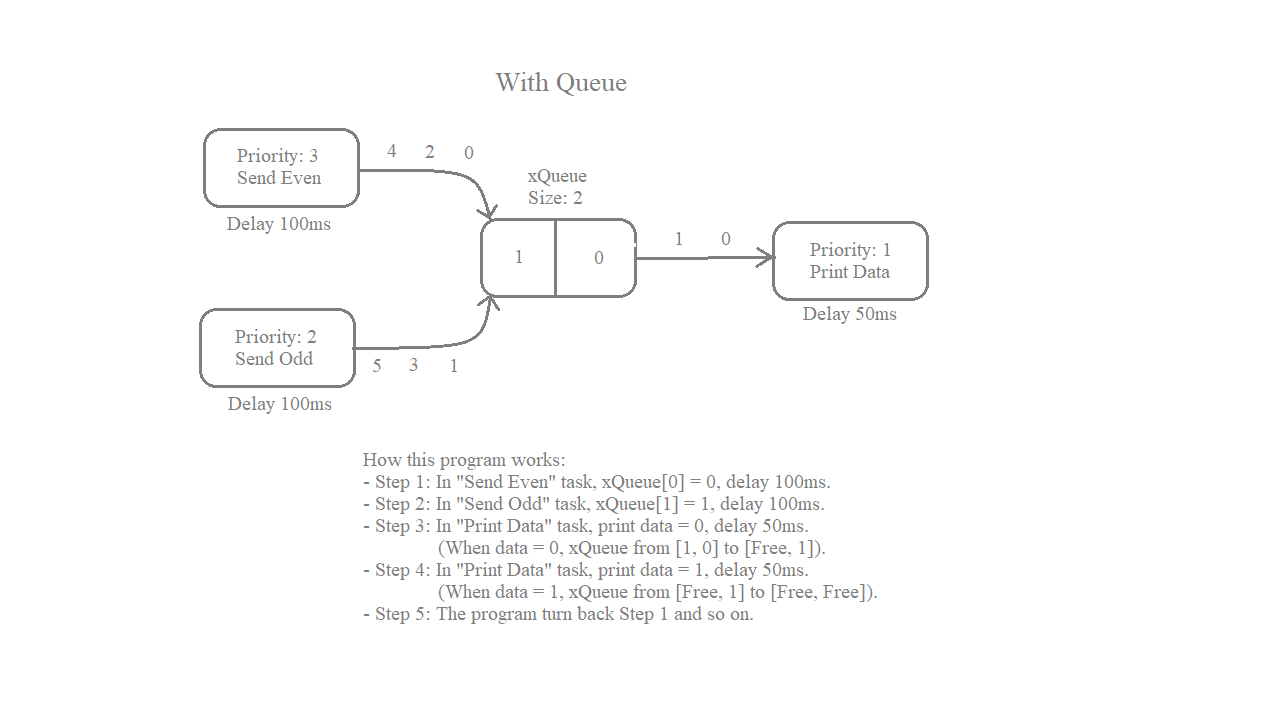 With Queue
Priority: 3
Send Even
Delay 100ms
4 2 0
xQueue
Size: 2
1 0
1 0
Priority: 1
Print Data
Delay 50ms
Priority: 2
Send Odd
Delay 100ms
5 3 1
How this program works:
- Step 1: In "Send Even" task, xQueue[0] = 0, delay 100ms.
- Step 2: In "Send Odd" task, xQueue[1] = 1, delay 100ms.
- Step 3: In "Print Data" task, print data = 0, delay 50ms.
(When data = 0, xQueue from [1, 0] to [Free, 1]).
- Step 4: In "Print Data" task, print data = 1, delay 50ms.
(When data = 1, xQueue from [Free, 1] to [Free, Free]).
- Step 5: The program turn back Step 1 and so on.